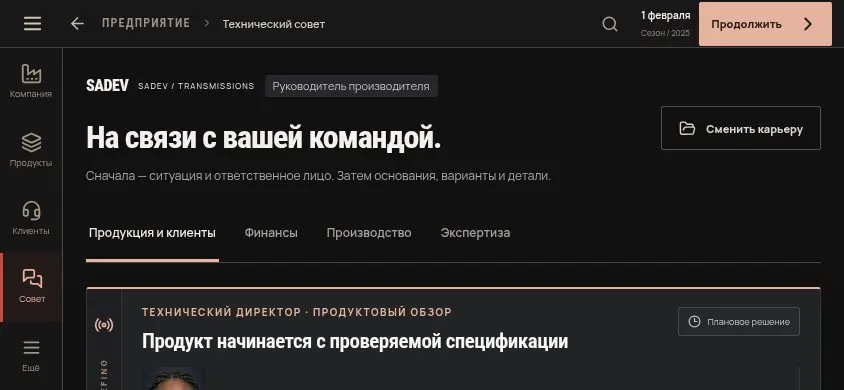 ПРЕДПРИЯТИЕ
Технический совет
1 февраля
Сезон / 2025
Продолжить
Компания
Продукты
Клиенты
Совет
Ещё
SADEV
SADEV / TRANSMISSIONS
Руководитель производителя
На связи с вашей командой.
Сначала — ситуация и ответственное лицо. Затем основания, варианты и детали.
Сменить карьеру
Продукция и клиенты
Финансы
Производство
Экспертиза
ТЕХНИЧЕСКИЙ ДИРЕКТОР · ПРОДУКТОВЫЙ ОБЗОР
Продукт начинается с проверяемой спецификации
Плановое решение